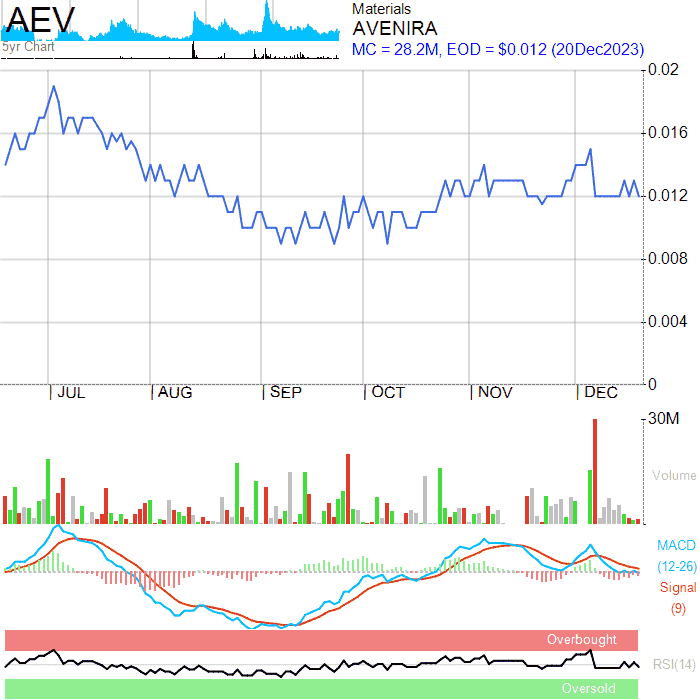 AEV
5yr Chart
Materials
AVENIRA
MC = 28.2M, EOD = $0.012 (20Dec2023)
0.02
0.016
0.012
0.008
0.004
0
JUL AUG SEP OCT NOV DEC
30M
Volume
MACD
(12-26)
Signal
(9)
Overbought
RSI(14)
Oversold